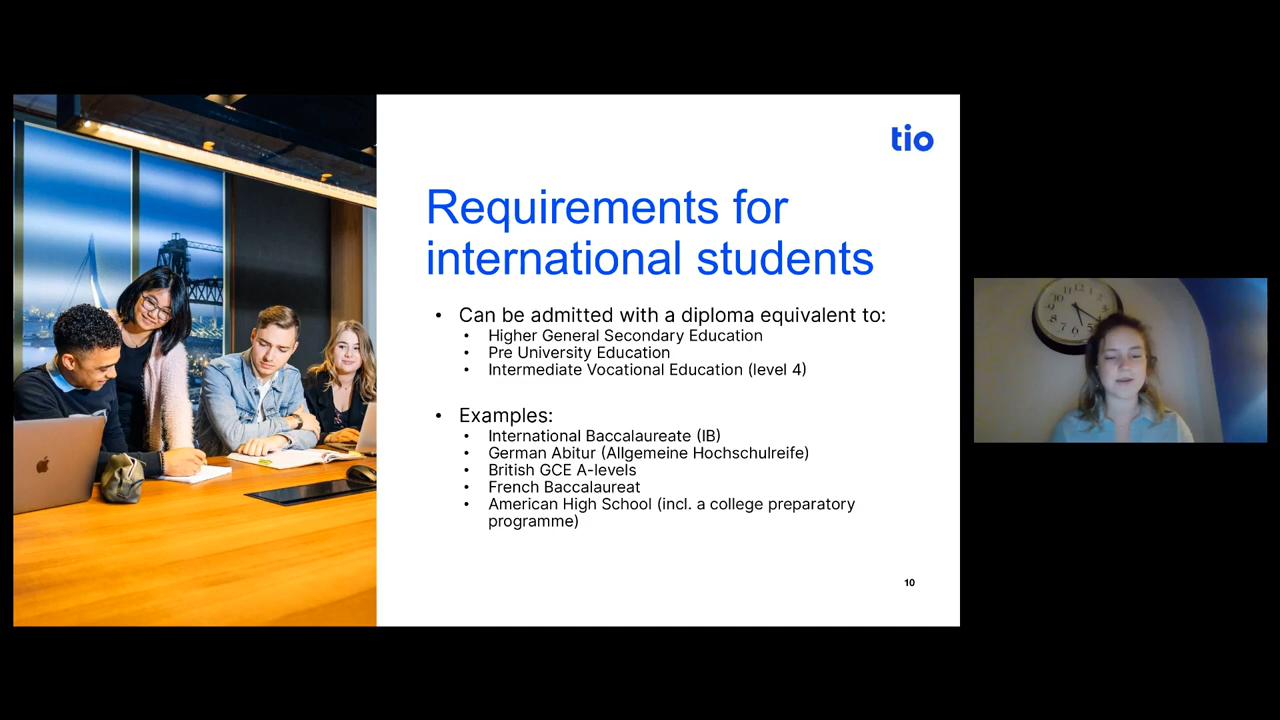 tio
Requirements for
international students
• Can be admitted with a diploma equivalent to:
• Higher General Secondary Education
• Pre University Education
• Intermediate Vocational Education (level 4)
• Examples:
• International Baccalaureate (IB)
• German Abitur (Allgemeine Hochschulreife)
• British GCE A-levels
• French Baccalaureat
• American High School (incl. a college preparatory
programme)
10